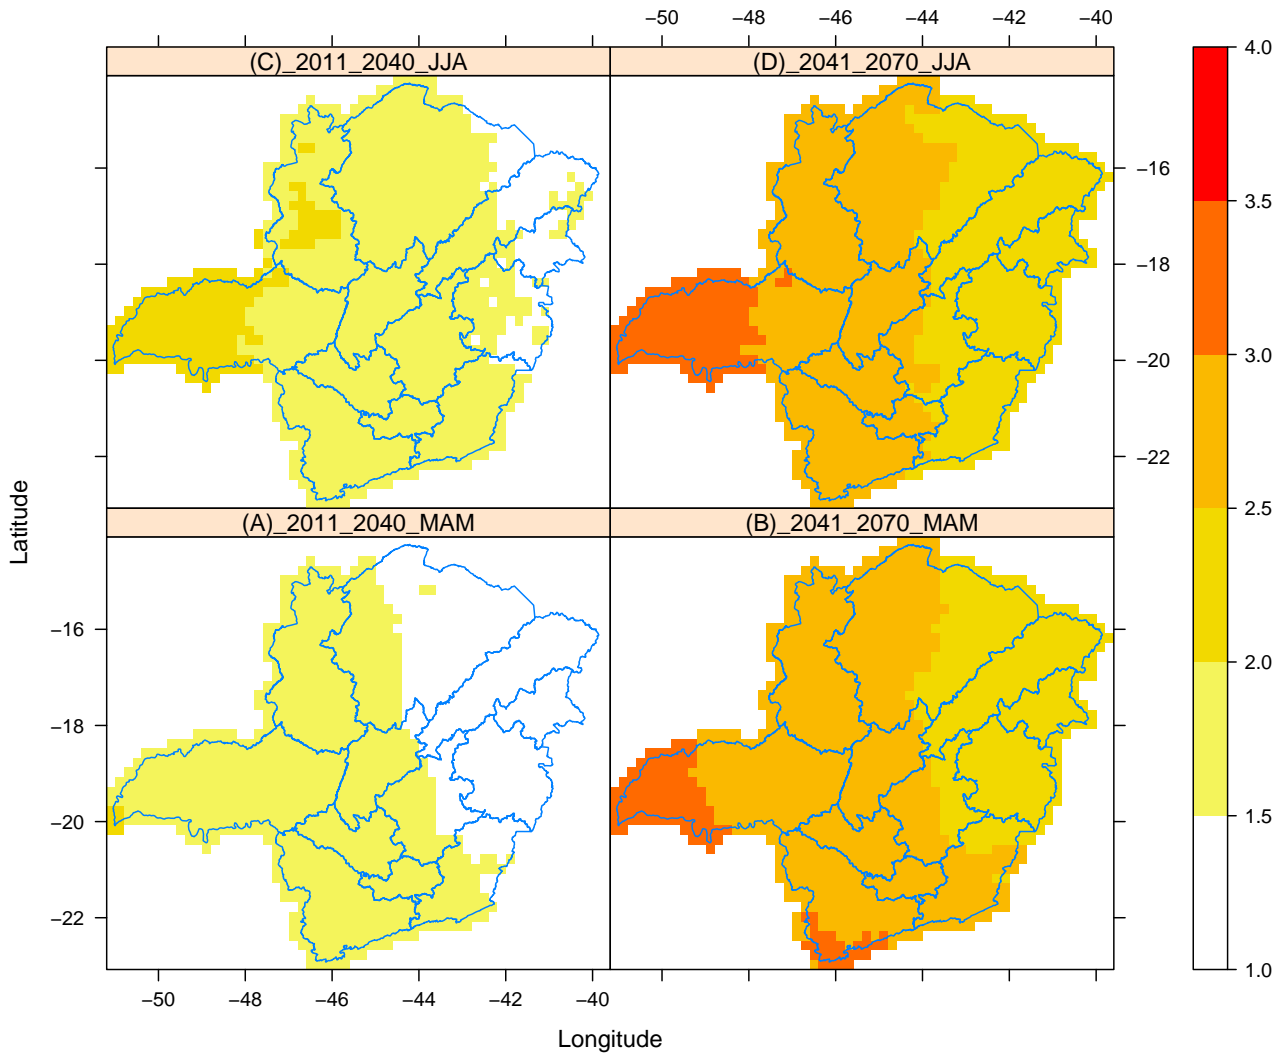 −50 −48 −46 −44 −42 −40
(C)_2011_2040_JJA
(D)_2041_2070_JJA
−16
−18
−20
−22
(A)_2011_2040_MAM
(B)_2041_2070_MAM
−16
−18
−20
−22
−50 −48 −46 −44 −42 −40
Latitude
Longitude
4.0
3.5
3.0
2.5
2.0
1.5
1.0